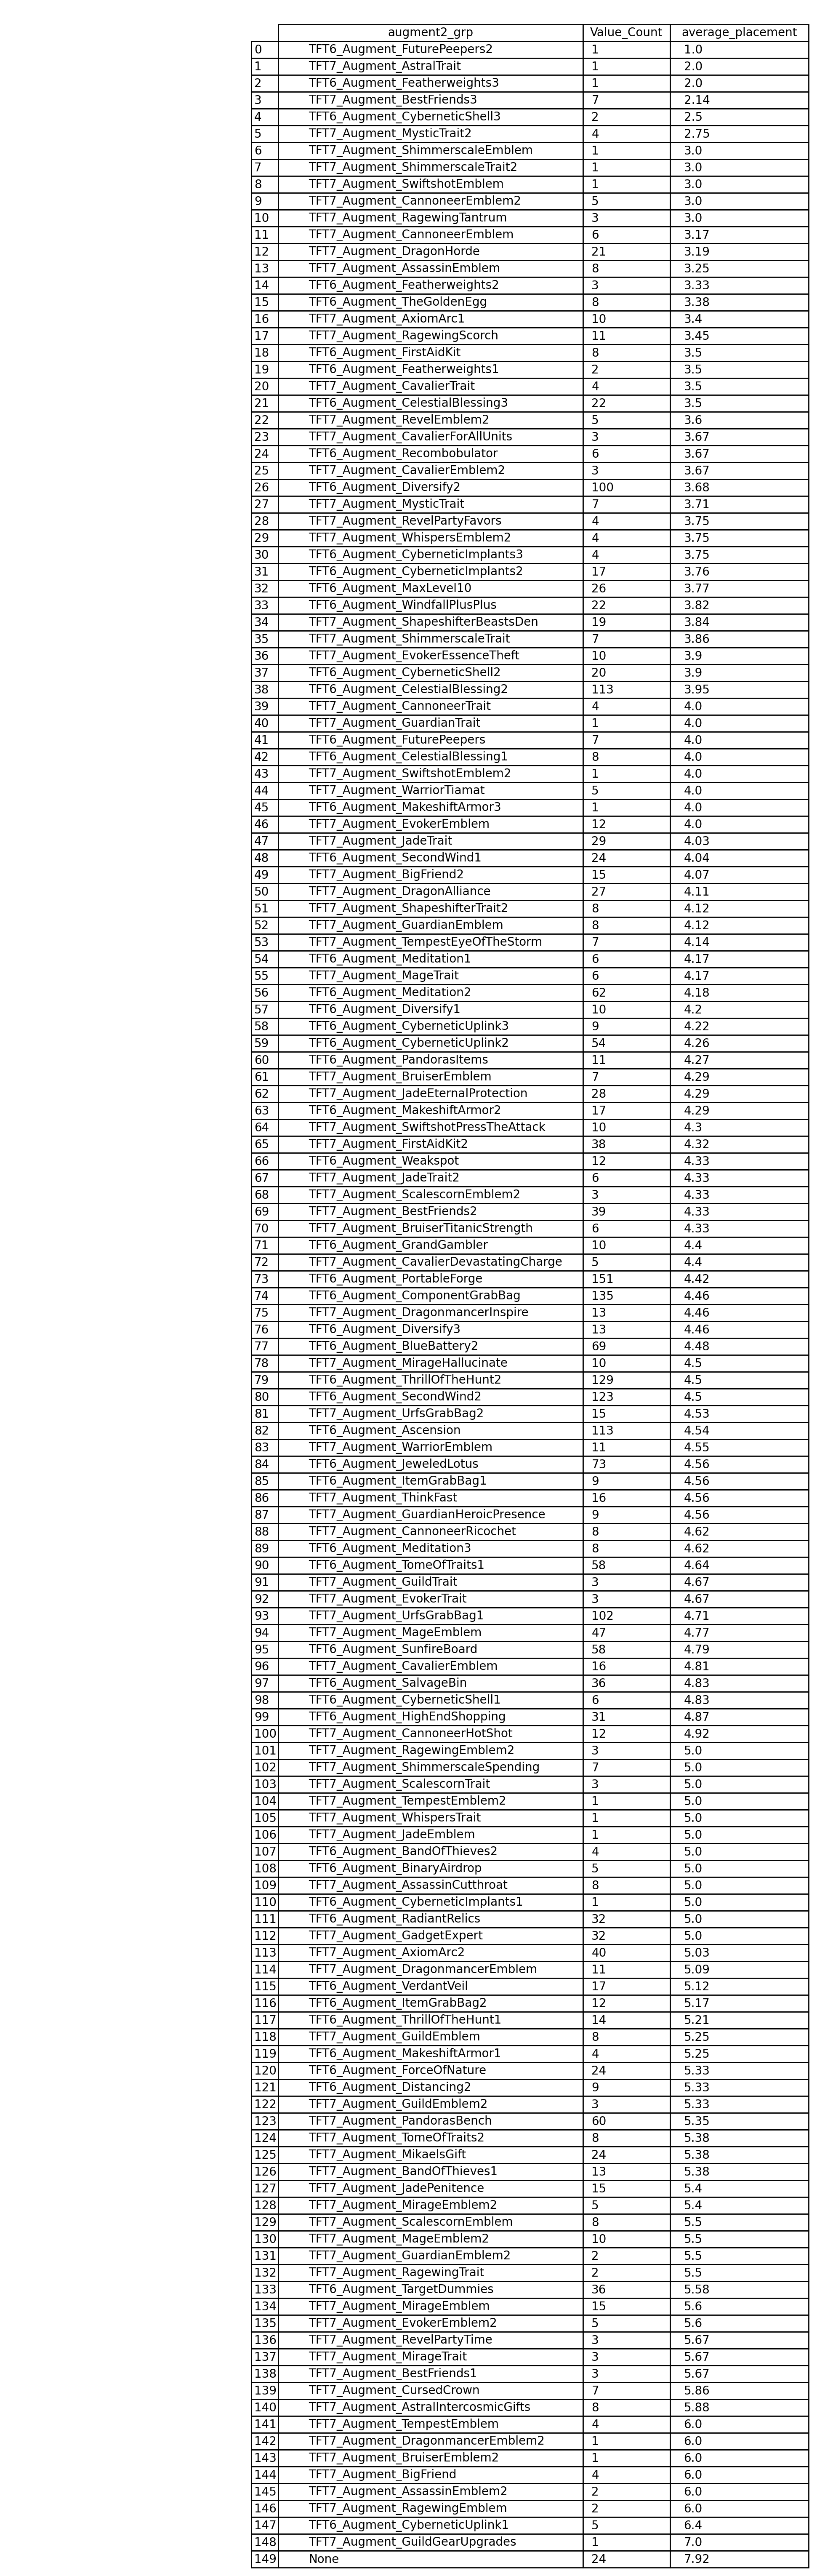 augment2_grp Value_Count average_placement
0 TFT6_Augment_FuturePeepers2 1 1.0
1 TFT7_Augment_AstralTrait 1 2.0
2 TFT6_Augment_Featherweights3 1 2.0
3 TFT7_Augment_BestFriends3 7 2.14
4 TFT6_Augment_CyberneticShell3 2 2.5
5 TFT7_Augment_MysticTrait2 4 2.75
6 TFT7_Augment_ShimmerscaleEmblem 1 3.0
7 TFT7_Augment_ShimmerscaleTrait2 1 3.0
8 TFT7_Augment_SwiftshotEmblem 1 3.0
9 TFT7_Augment_CannoneerEmblem2 5 3.0
10 TFT7_Augment_RagewingTantrum 3 3.0
11 TFT7_Augment_CannoneerEmblem 6 3.17
12 TFT7_Augment_DragonHorde 21 3.19
13 TFT7_Augment_AssassinEmblem 8 3.25
14 TFT6_Augment_Featherweights2 3 3.33
15 TFT6_Augment_TheGoldenEgg 8 3.38
16 TFT7_Augment_AxiomArc1 10 3.4
17 TFT7_Augment_RagewingScorch 11 3.45
18 TFT6_Augment_FirstAidKit 8 3.5
19 TFT6_Augment_Featherweights1 2 3.5
20 TFT7_Augment_CavalierTrait 4 3.5
21 TFT6_Augment_CelestialBlessing3 22 3.5
22 TFT7_Augment_RevelEmblem2 5 3.6
23 TFT7_Augment_CavalierForAllUnits 3 3.67
24 TFT6_Augment_Recombobulator 6 3.67
25 TFT7_Augment_CavalierEmblem2 3 3.67
26 TFT6_Augment_Diversify2 100 3.68
27 TFT7_Augment_MysticTrait 7 3.71
28 TFT7_Augment_RevelPartyFavors 4 3.75
29 TFT7_Augment_WhispersEmblem2 4 3.75
30 TFT6_Augment_CyberneticImplants3 4 3.75
31 TFT6_Augment_CyberneticImplants2 17 3.76
32 TFT6_Augment_MaxLevel10 26 3.77
33 TFT6_Augment_WindfallPlusPlus 22 3.82
34 TFT7_Augment_ShapeshifterBeastsDen 19 3.84
35 TFT7_Augment_ShimmerscaleTrait 7 3.86
36 TFT7_Augment_EvokerEssenceTheft 10 3.9
37 TFT6_Augment_CyberneticShell2 20 3.9
38 TFT6_Augment_CelestialBlessing2 113 3.95
39 TFT7_Augment_CannoneerTrait 4 4.0
40 TFT7_Augment_GuardianTrait 1 4.0
41 TFT6_Augment_FuturePeepers 7 4.0
42 TFT6_Augment_CelestialBlessing1 8 4.0
43 TFT7_Augment_SwiftshotEmblem2 1 4.0
44 TFT7_Augment_WarriorTiamat 5 4.0
45 TFT6_Augment_MakeshiftArmor3 1 4.0
46 TFT7_Augment_EvokerEmblem 12 4.0
47 TFT7_Augment_JadeTrait 29 4.03
48 TFT6_Augment_SecondWind1 24 4.04
49 TFT7_Augment_BigFriend2 15 4.07
50 TFT7_Augment_DragonAlliance 27 4.11
51 TFT7_Augment_ShapeshifterTrait2 8 4.12
52 TFT7_Augment_GuardianEmblem 8 4.12
53 TFT7_Augment_TempestEyeOfTheStorm 7 4.14
54 TFT6_Augment_Meditation1 6 4.17
55 TFT7_Augment_MageTrait 6 4.17
56 TFT6_Augment_Meditation2 62 4.18
57 TFT6_Augment_Diversify1 10 4.2
58 TFT6_Augment_CyberneticUplink3 9 4.22
59 TFT6_Augment_CyberneticUplink2 54 4.26
60 TFT6_Augment_PandorasItems 11 4.27
61 TFT7_Augment_BruiserEmblem 7 4.29
62 TFT7_Augment_JadeEternalProtection 28 4.29
63 TFT6_Augment_MakeshiftArmor2 17 4.29
64 TFT7_Augment_SwiftshotPressTheAttack 10 4.3
65 TFT7_Augment_FirstAidKit2 38 4.32
66 TFT6_Augment_Weakspot 12 4.33
67 TFT7_Augment_JadeTrait2 6 4.33
68 TFT7_Augment_ScalescornEmblem2 3 4.33
69 TFT7_Augment_BestFriends2 39 4.33
70 TFT7_Augment_BruiserTitanicStrength 6 4.33
71 TFT6_Augment_GrandGambler 10 4.4
72 TFT7_Augment_CavalierDevastatingCharge 5 4.4
73 TFT6_Augment_PortableForge 151 4.42
74 TFT6_Augment_ComponentGrabBag 135 4.46
75 TFT7_Augment_DragonmancerInspire 13 4.46
76 TFT6_Augment_Diversify3 13 4.46
77 TFT6_Augment_BlueBattery2 69 4.48
78 TFT7_Augment_MirageHallucinate 10 4.5
79 TFT6_Augment_ThrillOfTheHunt2 129 4.5
80 TFT6_Augment_SecondWind2 123 4.5
81 TFT7_Augment_UrfsGrabBag2 15 4.53
82 TFT6_Augment_Ascension 113 4.54
83 TFT7_Augment_WarriorEmblem 11 4.55
84 TFT6_Augment_JeweledLotus 73 4.56
85 TFT6_Augment_ItemGrabBag1 9 4.56
86 TFT7_Augment_ThinkFast 16 4.56
87 TFT7_Augment_GuardianHeroicPresence 9 4.56
88 TFT7_Augment_CannoneerRicochet 8 4.62
89 TFT6_Augment_Meditation3 8 4.62
90 TFT6_Augment_TomeOfTraits1 58 4.64
91 TFT7_Augment_GuildTrait 3 4.67
92 TFT7_Augment_EvokerTrait 3 4.67
93 TFT7_Augment_UrfsGrabBag1 102 4.71
94 TFT7_Augment_MageEmblem 47 4.77
95 TFT6_Augment_SunfireBoard 58 4.79
96 TFT7_Augment_CavalierEmblem 16 4.81
97 TFT6_Augment_SalvageBin 36 4.83
98 TFT6_Augment_CyberneticShell1 6 4.83
99 TFT6_Augment_HighEndShopping 31 4.87
100 TFT7_Augment_CannoneerHotShot 12 4.92
101 TFT7_Augment_RagewingEmblem2 3 5.0
102 TFT7_Augment_ShimmerscaleSpending 7 5.0
103 TFT7_Augment_ScalescornTrait 3 5.0
104 TFT7_Augment_TempestEmblem2 1 5.0
105 TFT7_Augment_WhispersTrait 1 5.0
106 TFT7_Augment_JadeEmblem 1 5.0
107 TFT6_Augment_BandOfThieves2 4 5.0
108 TFT6_Augment_BinaryAirdrop 5 5.0
109 TFT7_Augment_AssassinCutthroat 8 5.0
110 TFT6_Augment_CyberneticImplants1 1 5.0
111 TFT6_Augment_RadiantRelics 32 5.0
112 TFT7_Augment_GadgetExpert 32 5.0
113 TFT7_Augment_AxiomArc2 40 5.03
114 TFT7_Augment_DragonmancerEmblem 11 5.09
115 TFT6_Augment_VerdantVeil 17 5.12
116 TFT6_Augment_ItemGrabBag2 12 5.17
117 TFT6_Augment_ThrillOfTheHunt1 14 5.21
118 TFT7_Augment_GuildEmblem 8 5.25
119 TFT6_Augment_MakeshiftArmor1 4 5.25
120 TFT6_Augment_ForceOfNature 24 5.33
121 TFT6_Augment_Distancing2 9 5.33
122 TFT7_Augment_GuildEmblem2 3 5.33
123 TFT7_Augment_PandorasBench 60 5.35
124 TFT6_Augment_TomeOfTraits2 8 5.38
125 TFT7_Augment_MikaelsGift 24 5.38
126 TFT7_Augment_BandOfThieves1 13 5.38
127 TFT7_Augment_JadePenitence 15 5.4
128 TFT7_Augment_MirageEmblem2 5 5.4
129 TFT7_Augment_ScalescornEmblem 8 5.5
130 TFT7_Augment_MageEmblem2 10 5.5
131 TFT7_Augment_GuardianEmblem2 2 5.5
132 TFT7_Augment_RagewingTrait 2 5.5
133 TFT6_Augment_TargetDummies 36 5.58
134 TFT7_Augment_MirageEmblem 15 5.6
135 TFT7_Augment_EvokerEmblem2 5 5.6
136 TFT7_Augment_RevelPartyTime 3 5.67
137 TFT7_Augment_MirageTrait 3 5.67
138 TFT7_Augment_BestFriends1 3 5.67
139 TFT7_Augment_CursedCrown 7 5.86
140 TFT7_Augment_AstralIntercosmicGifts 8 5.88
141 TFT7_Augment_TempestEmblem 4 6.0
142 TFT7_Augment_DragonmancerEmblem2 1 6.0
143 TFT7_Augment_BruiserEmblem2 1 6.0
144 TFT7_Augment_BigFriend 4 6.0
145 TFT7_Augment_AssassinEmblem2 2 6.0
146 TFT7_Augment_RagewingEmblem 2 6.0
147 TFT6_Augment_CyberneticUplink1 5 6.4
148 TFT7_Augment_GuildGearUpgrades 1 7.0
149 None 24 7.92